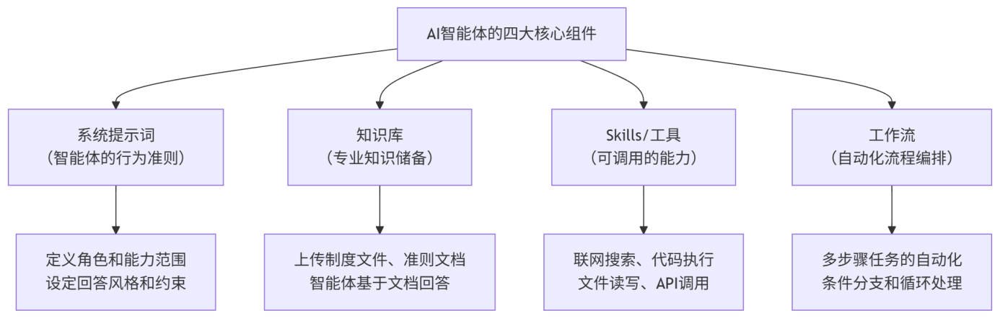 AI智能体的四大核心组件
系统提示词
（智能体的行为准则）
知识库
（专业知识储备）
Skills/工具
（可调用的能力）
工作流
（自动化流程编排）
定义角色和能力范围
设定回答风格和约束
上传制度文件、准则文档
智能体基于文档回答
联网搜索、代码执行
文件读写、API调用
多步骤任务的自动化
条件分支和循环处理